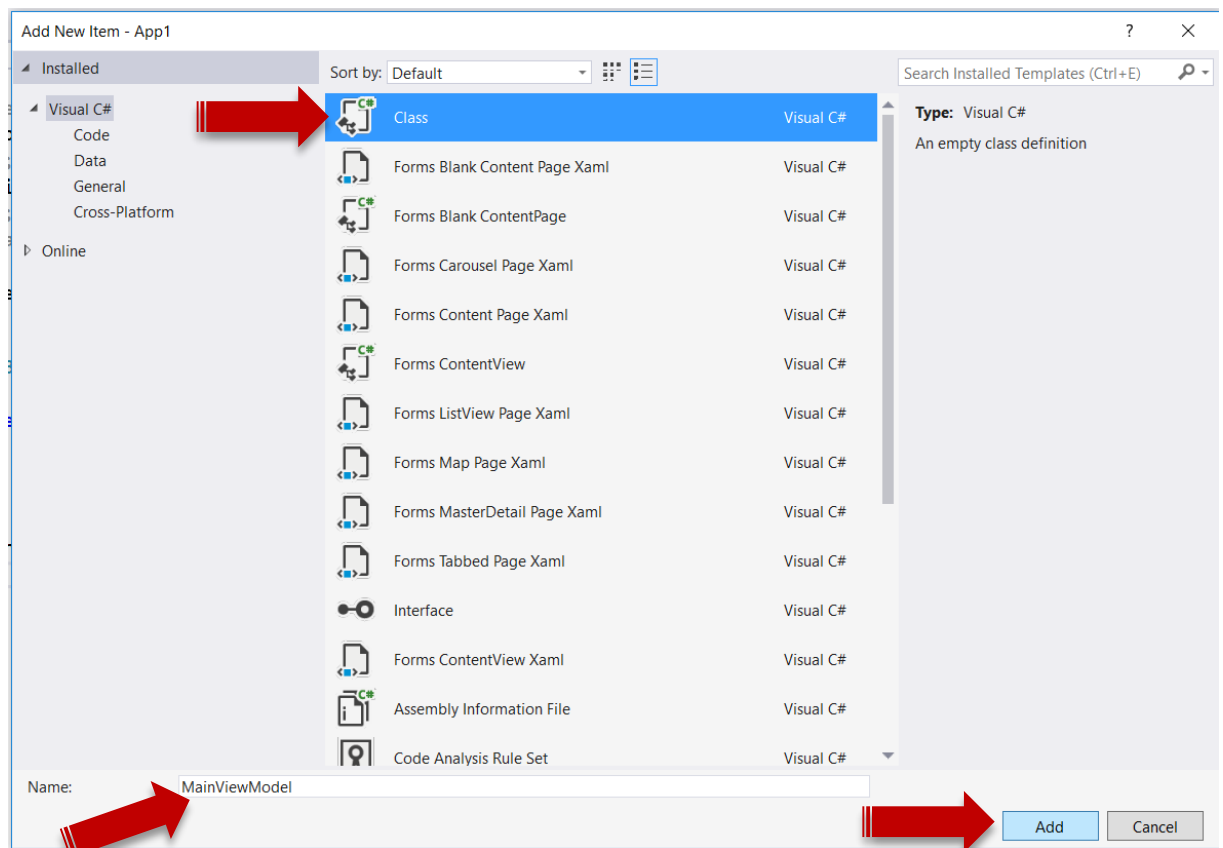 Add New Item - App1
?
Installed
Sort by: Default
Search Installed Templates (Ctrl+E)
Visual C#
Code
Data
General
Cross-Platform
Online
Class Visual C#
Forms Blank Content Page Xaml Visual C#
Forms Blank ContentPage Visual C#
Forms Carousel Page Xaml Visual C#
Forms Content Page Xaml Visual C#
Forms ContentView Visual C#
Forms ListView Page Xaml Visual C#
Forms Map Page Xaml Visual C#
Forms MasterDetail Page Xaml Visual C#
Forms Tabbed Page Xaml Visual C#
Interface Visual C#
Forms ContentView Xaml Visual C#
Assembly Information File Visual C#
Code Analysis Rule Set Visual C#
Type: Visual C#
An empty class definition
Name: MainViewModel
Add Cancel